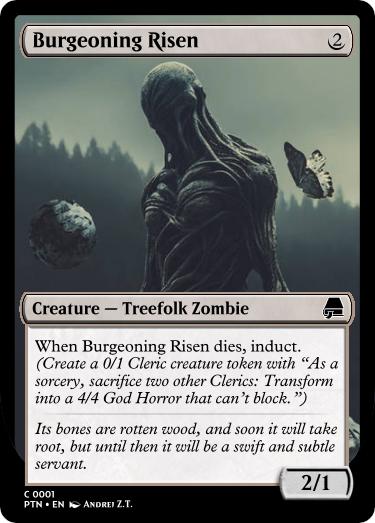 Burgeoning Risen 2
Creature — Treefolk Zombie
When Burgeoning Risen dies, induct.
(Create a 0/1 Cleric creature token with “As a
sorcery, sacrifice two other Clerics: Transform
into a 4/4 God Horror that can’t block.”)
Its bones are rotten wood, and soon it will take
root, but until then it will be a swift and subtle
servant.
2/1
C 0001
PTN • EN Andrej Z.T.